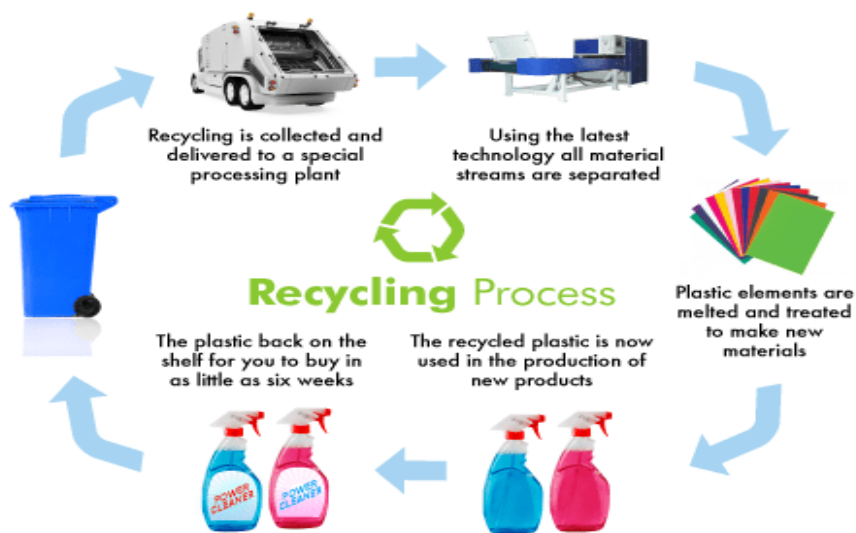 Recycling is collected and
delivered to a special
processing plant
Using the latest
technology all material
streams are separated
Plastic elements are
melted and treated
to make new
materials
Recycling Process
The recycled plastic is now
used in the production of
new products
The plastic back on the
shelf for you to buy in
as little as six weeks
POWER
CLEANER
POWER
CLEANER